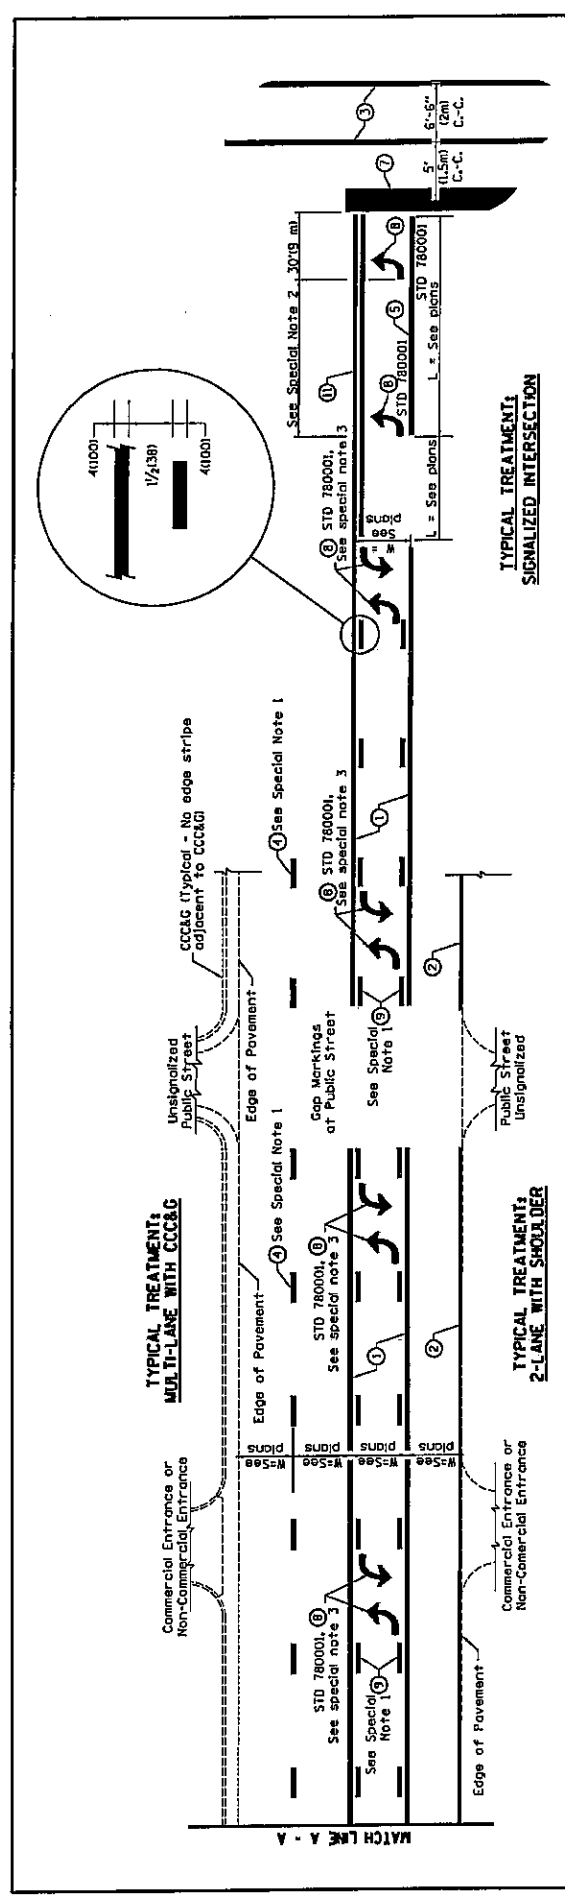 MATCH LINE A - A
Commercial Entrance or
Non-Commercial Entrance
TYPICAL TREATMENT:
MULTI-LANE WITH CCC&G
Unsignalized
Public Street
CCC&G (Typical - No edge stripe
adjacent to CCC&G)
Edge of Pavement
Edge of Pavement
4 See Special Note 1
4 See Special Note 1
Gap Markings
at Public Street
STD 780001, 8
See special note 3
See Special
Note 1 9
W=See
plans
W=See
plans
W=See
plans
W=See
plans
STD 780001, 8
See special note 3
1
2
See Special
Note 1 9
8 STD 780001,
See special note 3
1
2
8 STD 780001,
See special note 3
W =
See
plans
4(100)
1½(38)
4(100)
See Special Note 2
30'(9 m)
11
8
STD 780001
5
8
STD 780001
L = See plans
L = See plans
7
3
5'
(1.5m)
C.-C.
6'-6"
(2m)
C.-C.
Edge of Pavement
Commercial Entrance or
Non-Comercial Entrance
TYPICAL TREATMENT:
2-LANE WITH SHOULDER
Public Street
Unsignalized
TYPICAL TREATMENT:
SIGNALIZED INTERSECTION